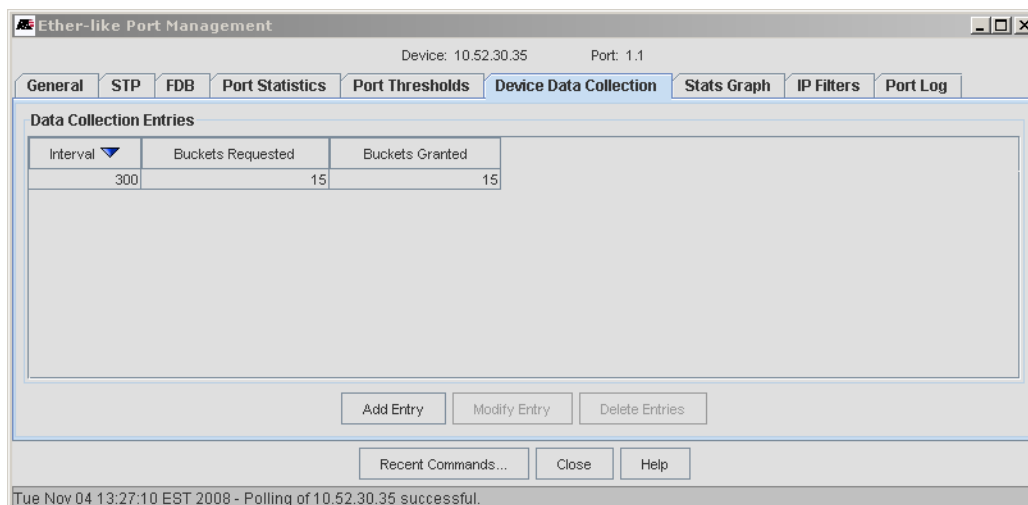 Ether-like Port Management
Device: 10.52.30.35 Port: 1.1
General STP FDB Port Statistics Port Thresholds Device Data Collection Stats Graph IP Filters Port Log
Data Collection Entries
Interval Buckets Requested Buckets Granted
300 15 15
Add Entry Modify Entry Delete Entries
Recent Commands... Close Help
Tue Nov 04 13:27:10 EST 2008 - Polling of 10.52.30.35 successful.